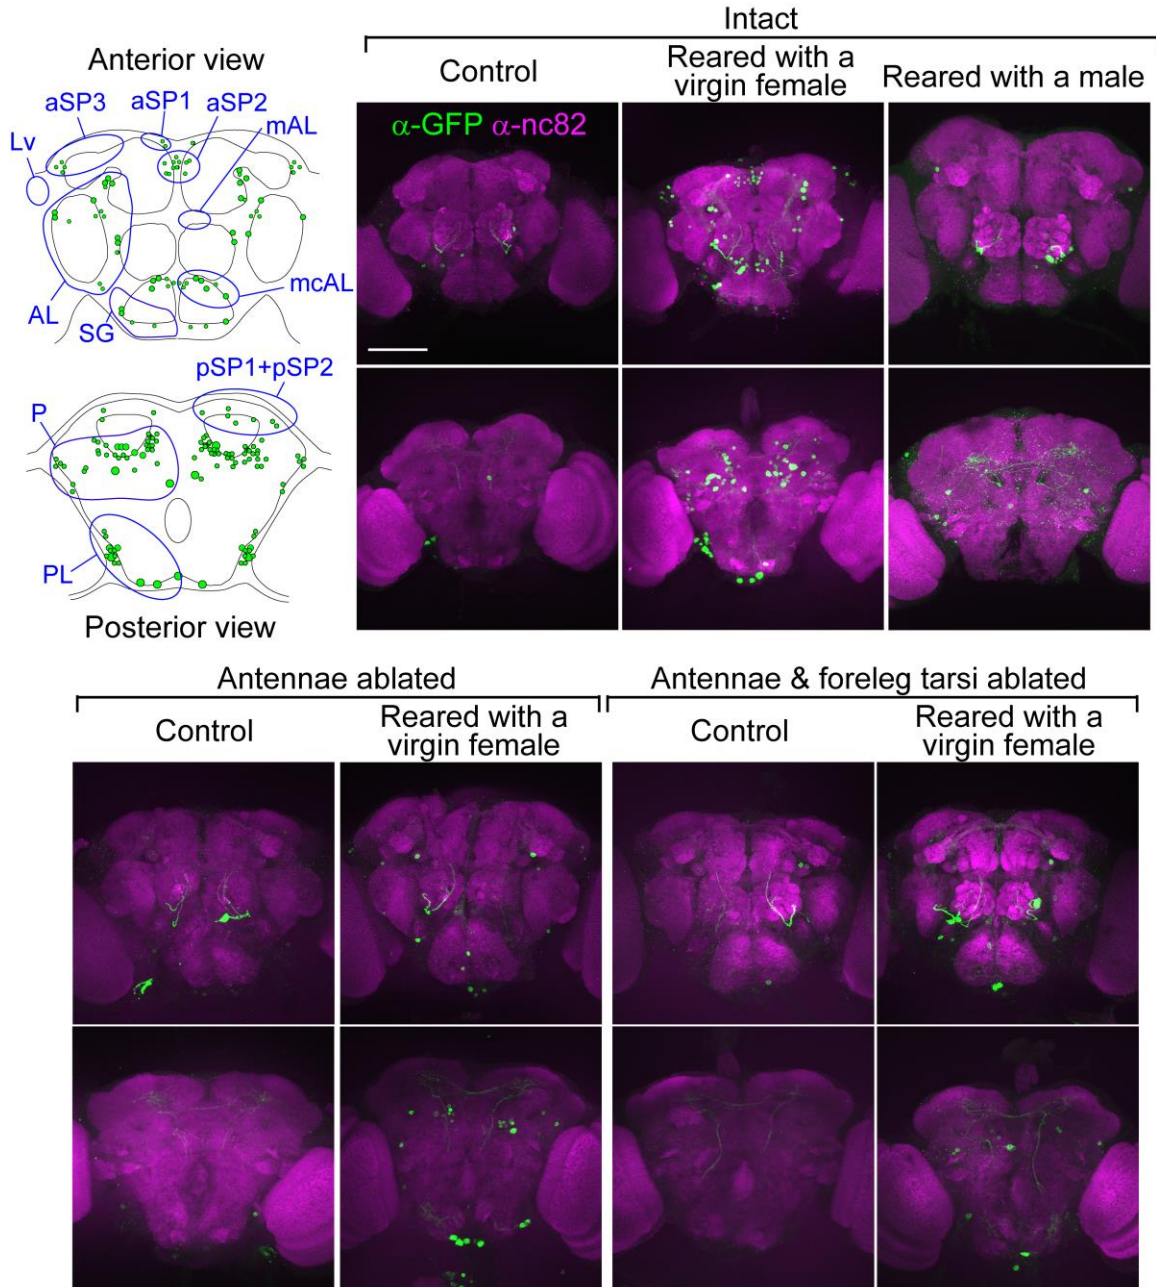 Intact
Anterior view
Control
Reared with a
virgin female
Reared with a male
aSP3
aSP1
aSP2
mAL
Lv
AL
SG
mcAL
α-GFP α-nc82
pSP1+pSP2
P
PL
Posterior view
Antennae ablated
Antennae & foreleg tarsi ablated
Control
Reared with a
virgin female
Control
Reared with a
virgin female